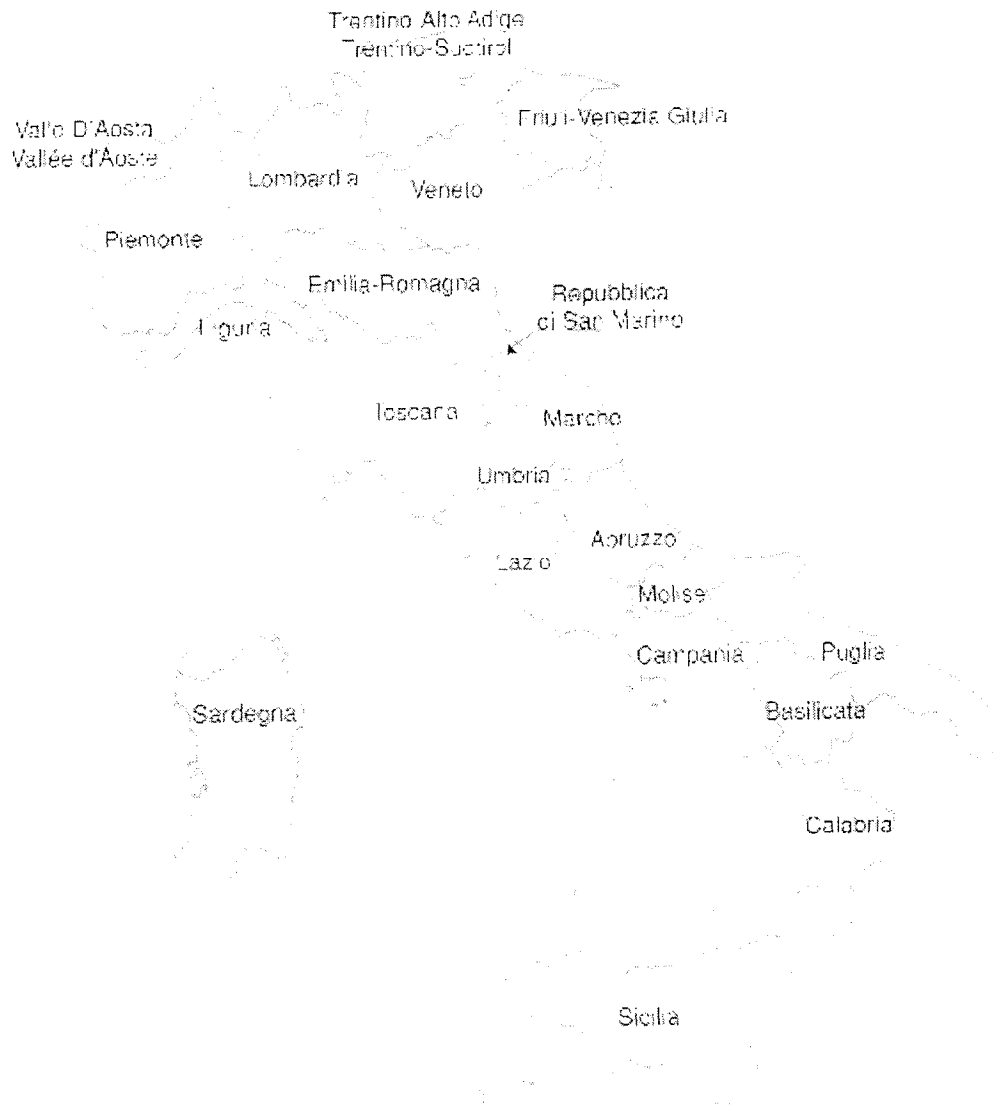 Trentino Alto Adige
Trentino-Sudtirol
Friuli-Venezia Giulia
Valle D'Aosta
Vallée d'Aoste
Lombardia
Veneto
Piemonte
Emilia-Romagna
Repubblica
di San Marino
Liguria
Toscana
Marche
Umbria
Abruzzo
Lazio
Molise
Campania
Puglia
Sardegna
Basilicata
Calabria
Sicilia